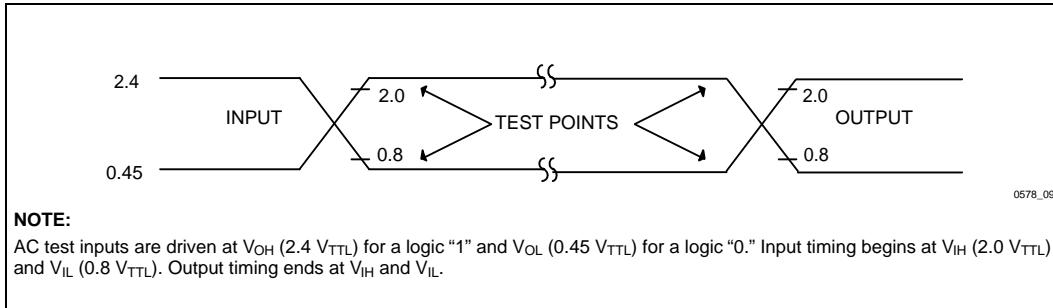 2.4
2.0
2.0
INPUT
TEST POINTS
OUTPUT
0.8
0.8
0.45
0578_09
NOTE:
AC test inputs are driven at VOH (2.4 VTTL) for a logic “1” and VOL (0.45 VTTL) for a logic “0.” Input timing begins at VIH (2.0 VTTL)
and VIL (0.8 VTTL). Output timing ends at VIH and VIL.